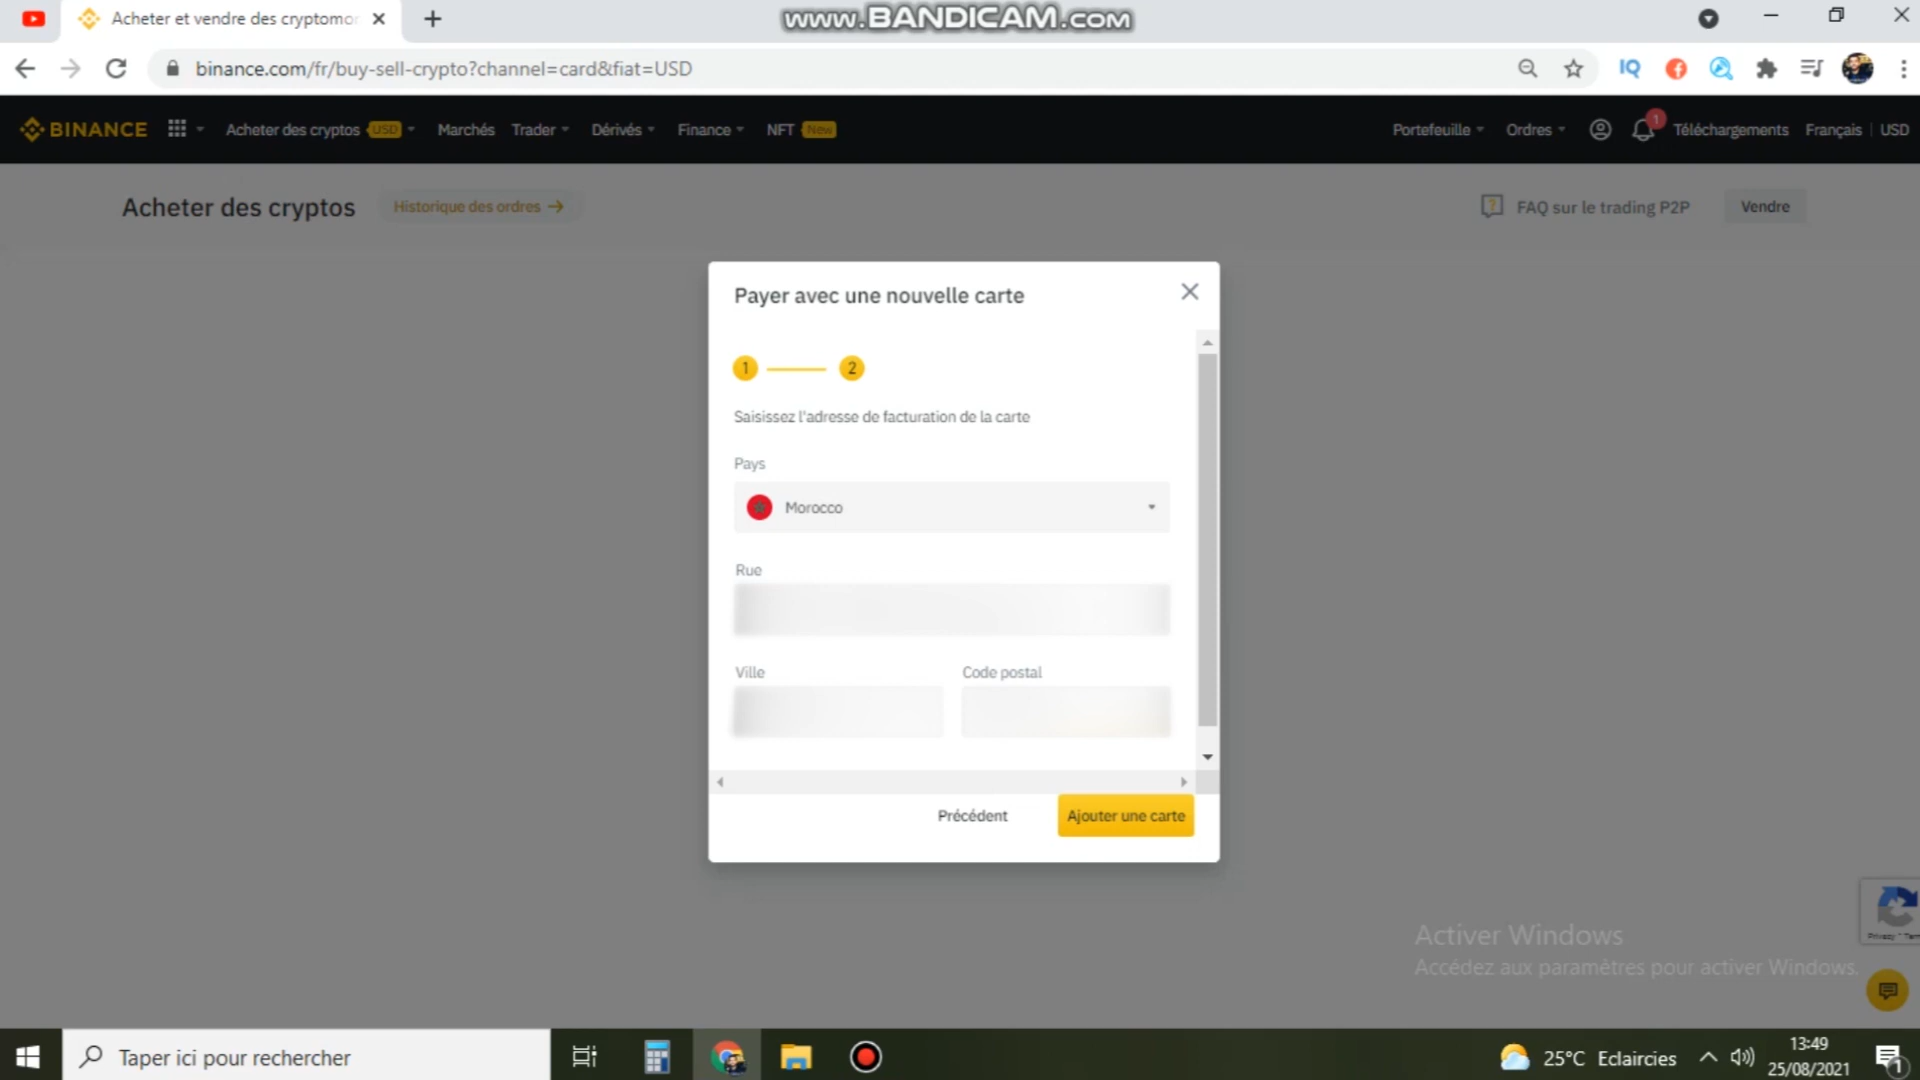 Acheter et vendre des cryptomo
www.BANDICAM.com
binance.com/fr/buy-sell-crypto?channel=card&fiat=USD
IQ
BINANCE
Acheter des cryptos USD
Marchés
Trader
Dérivés
Finance
NFT New
Portefeuille
Ordres
1
Téléchargements
Français
USD
Acheter des cryptos
Historique des ordres →
FAQ sur le trading P2P
Vendre
Payer avec une nouvelle carte
1
2
Saisissez l'adresse de facturation de la carte
Pays
Morocco
Rue
Ville
Code postal
Précédent
Ajouter une carte
Activer Windows
Accédez aux paramètres pour activer Windows.
Taper ici pour rechercher
25°C Eclaircies
13:49
25/08/2021
1